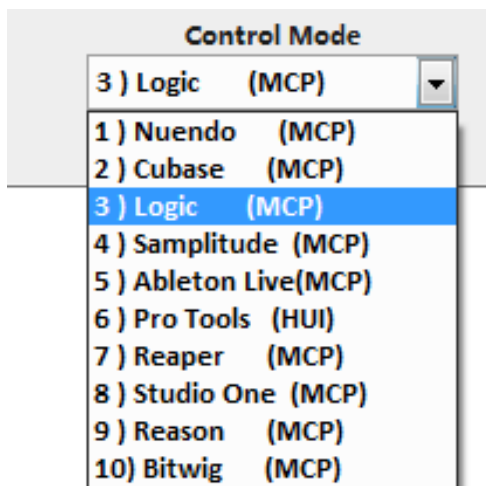 Control Mode
3 ) Logic (MCP)
1 ) Nuendo (MCP)
2 ) Cubase (MCP)
3 ) Logic (MCP)
4 ) Samplitude (MCP)
5 ) Ableton Live(MCP)
6 ) Pro Tools (HUI)
7 ) Reaper (MCP)
8 ) Studio One (MCP)
9 ) Reason (MCP)
10) Bitwig (MCP)